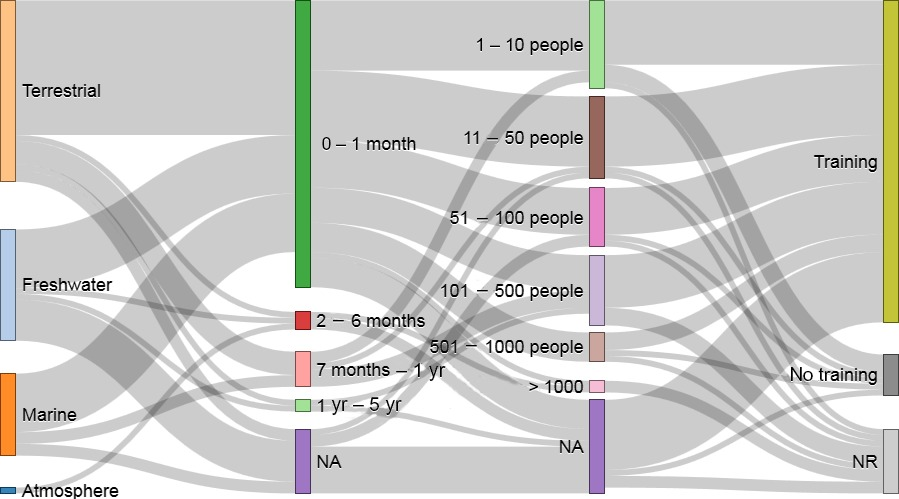 Terrestrial
Freshwater
Marine
Atmosphere
0 – 1 month
2 – 6 months
7 months – 1 yr
1 yr – 5 yr
NA
1 – 10 people
11 – 50 people
51 – 100 people
101 – 500 people
501 – 1000 people
> 1000
NA
Training
No training
NR